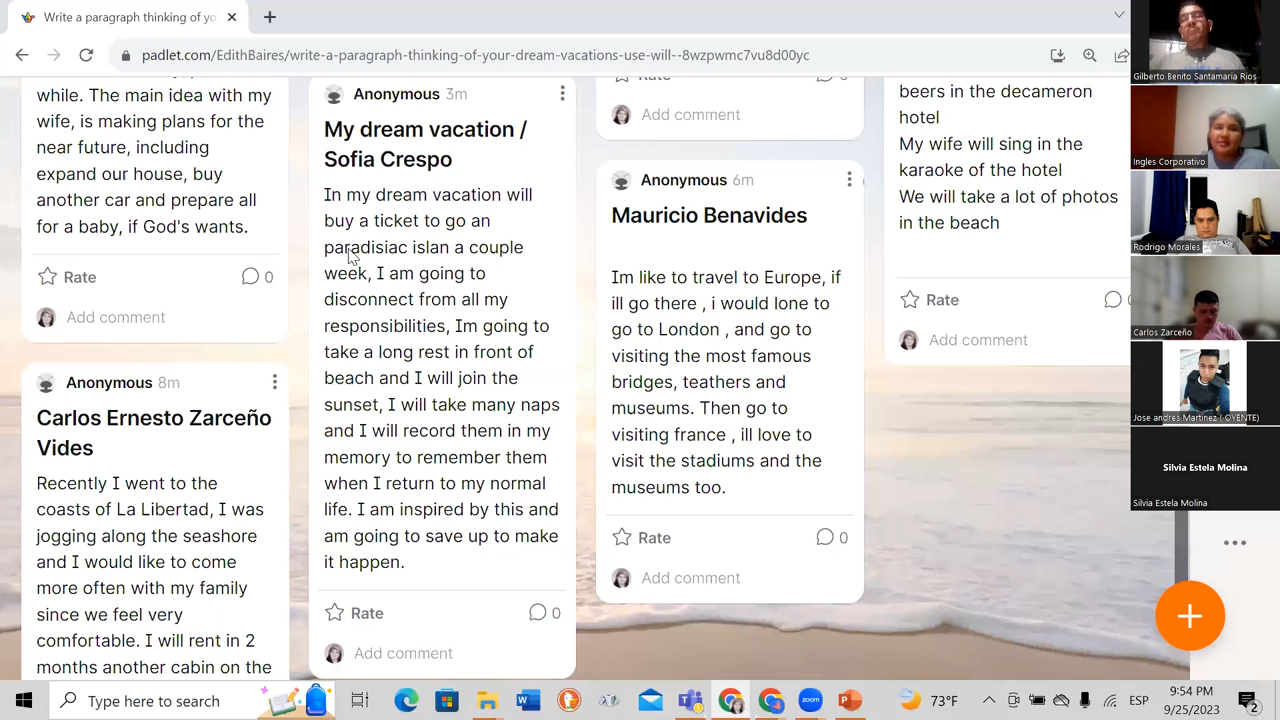 Write a paragraph thinking of yo
padlet.com/EdithBaires/write-a-paragraph-thinking-of-your-dream-vacations-use-will--8wzpwmc7vu8d00yc
while. The main idea with my
wife, is making plans for the
near future, including
expand our house, buy
another car and prepare all
for a baby, if God's wants.
Rate
0
Add comment
Anonymous 8m
Carlos Ernesto Zarceño
Vides
Recently I went to the
coasts of La Libertad, I was
jogging along the seashore
and I would like to come
more often with my family
since we feel very
comfortable. I will rent in 2
months another cabin on the
Anonymous 3m
My dream vacation /
Sofia Crespo
In my dream vacation will
buy a ticket to go an
paradisiac islan a couple
week, I am going to
disconnect from all my
responsibilities, Im going to
take a long rest in front of
beach and I will join the
sunset, I will take many naps
and I will record them in my
memory to remember them
when I return to my normal
life. I am inspired by this and
am going to save up to make
it happen.
Rate
0
Add comment
Rate
Add comment
Anonymous 6m
Mauricio Benavides
Im like to travel to Europe, if
ill go there , i would lone to
go to London , and go to
visiting the most famous
bridges, teathers and
museums. Then go to
visiting france , ill love to
visit the stadiums and the
museums too.
Rate
0
Add comment
beers in the decameron
hotel
My wife will sing in the
karaoke of the hotel
We will take a lot of photos
in the beach
Rate
Add comment
Gilberto Benito Santamaria Rios
Ingles Corporativo
Rodrigo Morales
Carlos Zarceño
Jose andres Martinez ( OYENTE)
Silvia Estela Molina
Silvia Estela Molina
Type here to search
zoom
73°F
ESP
9:54 PM
9/25/2023
2